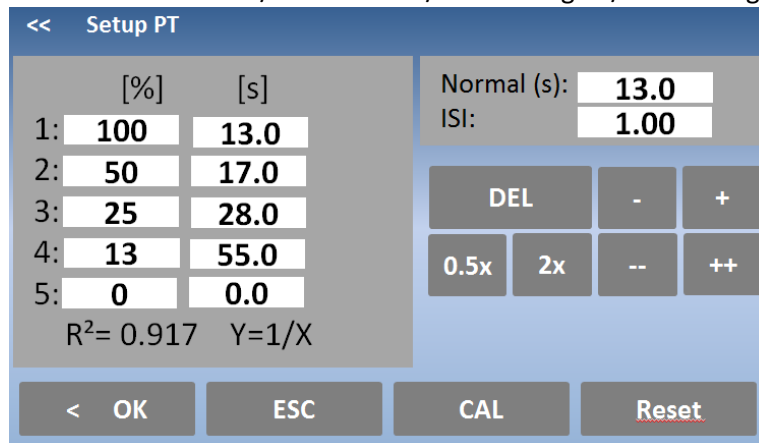 << Setup PT
[%] [s]
1: 100 13.0
2: 50 17.0
3: 25 28.0
4: 13 55.0
5: 0 0.0
R²= 0.917 Y=1/X
Normal (s): 13.0
ISI: 1.00
DEL - +
0.5x 2x -- ++
< OK ESC CAL Reset